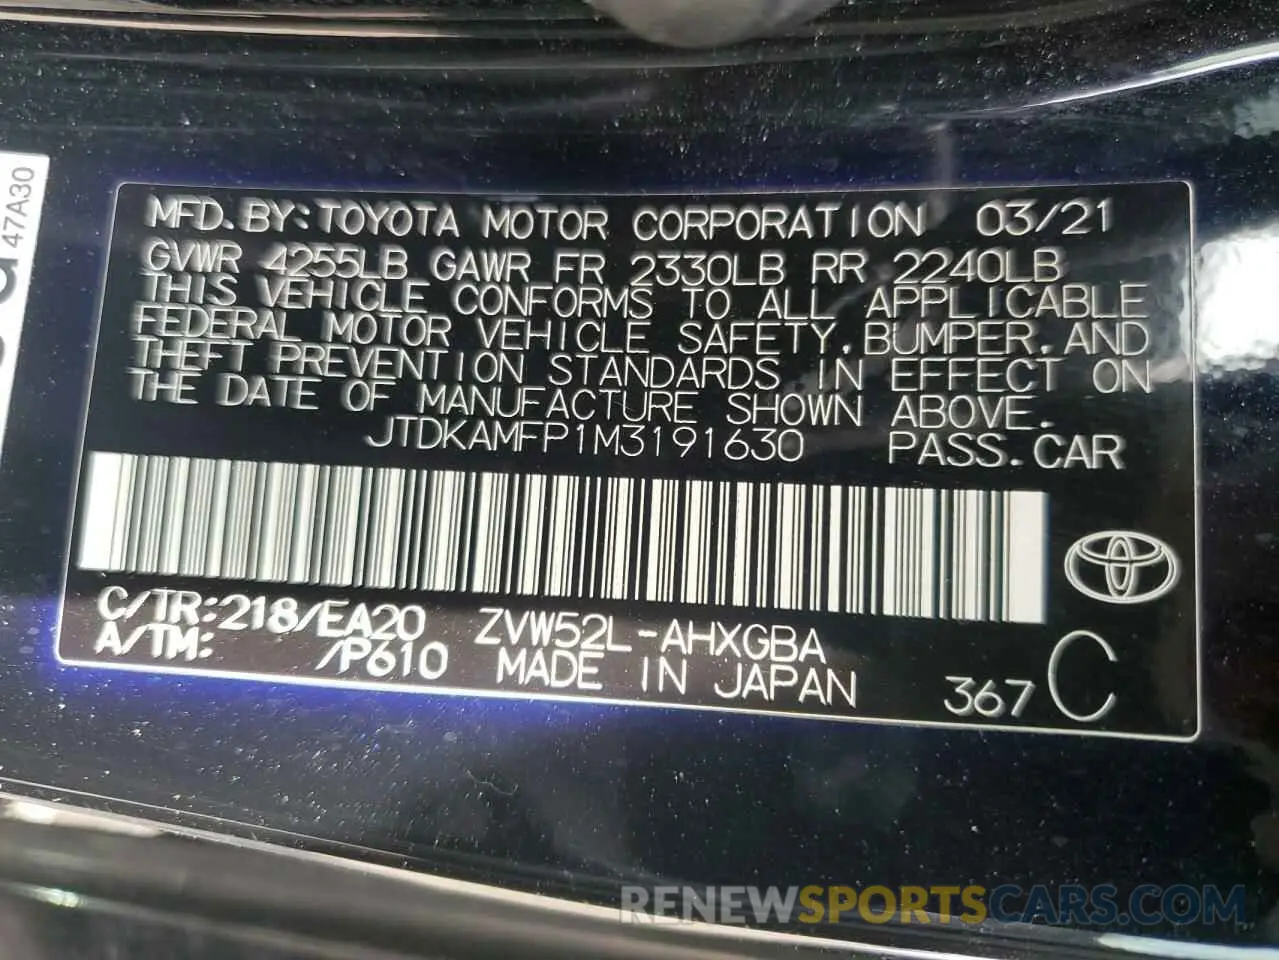 47A30
MFD. BY: TOYOTA MOTOR CORPORATION 03/21
GVWR 4255LB GAWR FR 2330LB RR 2240LB
THIS VEHICLE CONFORMS TO ALL APPLICABLE
FEDERAL MOTOR VEHICLE SAFETY, BUMPER, AND
THEFT PREVENTION STANDARDS IN EFFECT ON
THE DATE OF MANUFACTURE SHOWN ABOVE.
JTDKAMFP1M3191630 PASS. CAR
C/TR: 218/EA20 ZVW52L-AHXGBA
A/TM: /P610 MADE IN JAPAN 367 C
RENEWSPORTSCARS.COM